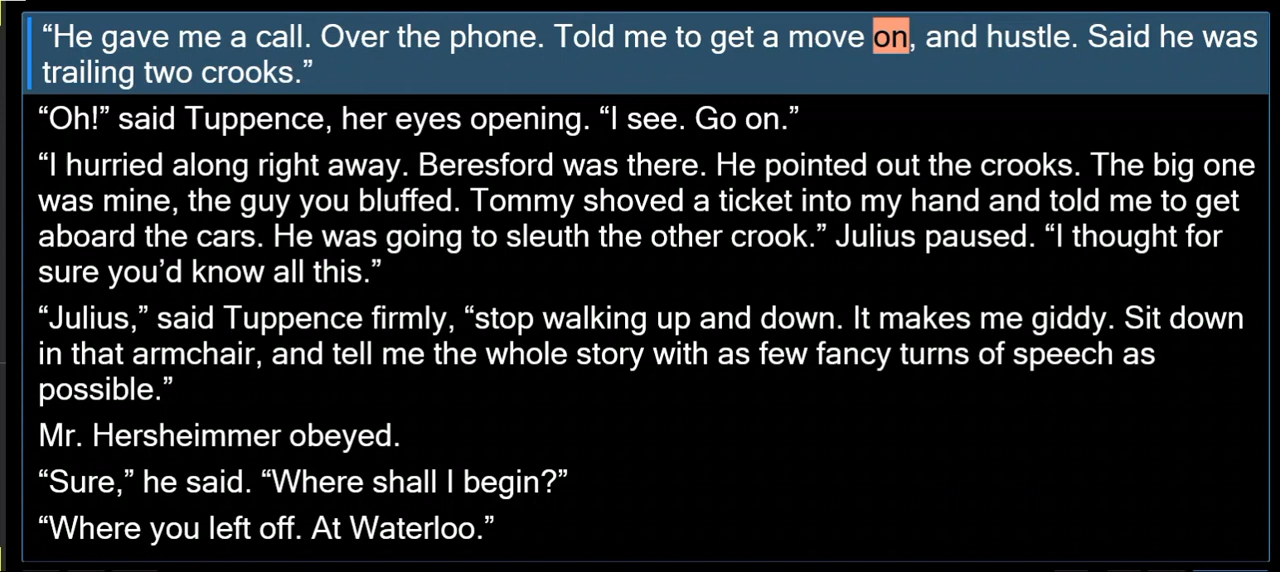 “He gave me a call. Over the phone. Told me to get a move on, and hustle. Said he was
trailing two crooks.”
“Oh!” said Tuppence, her eyes opening. “I see. Go on.”
“I hurried along right away. Beresford was there. He pointed out the crooks. The big one
was mine, the guy you bluffed. Tommy shoved a ticket into my hand and told me to get
aboard the cars. He was going to sleuth the other crook.” Julius paused. “I thought for
sure you’d know all this.”
“Julius,” said Tuppence firmly, “stop walking up and down. It makes me giddy. Sit down
in that armchair, and tell me the whole story with as few fancy turns of speech as
possible.”
Mr. Hersheimmer obeyed.
“Sure,” he said. “Where shall I begin?”
“Where you left off. At Waterloo.”